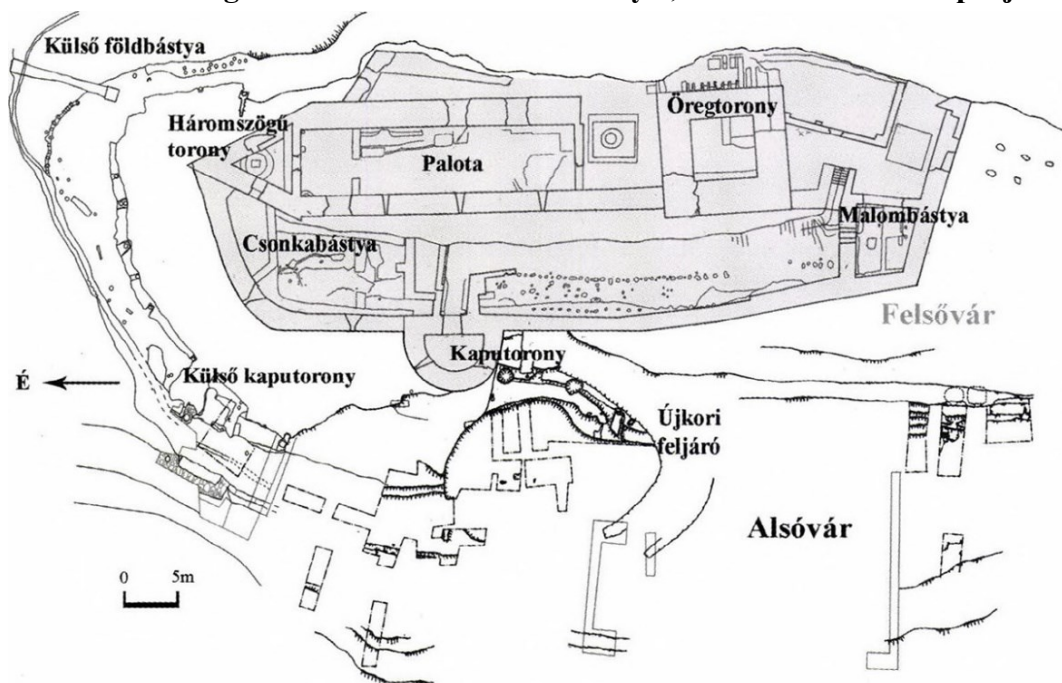 Külső földbástya
Háromszögű
torony
Öregtorony
Palota
Malombástya
Csonkabástya
Felsővár
Kaputorony
É
Külső kaputorony
Újkori
feljáró
Alsóvár
0 5m